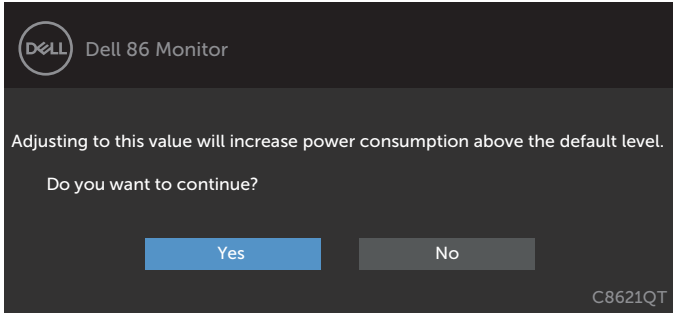 DELL
Dell 86 Monitor
Adjusting to this value will increase power consumption above the default level.
Do you want to continue?
Yes
No
C8621QT